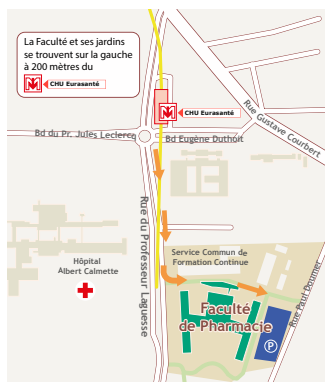 La Faculté et ses jardins
se trouvent sur la gauche
à 200 mètres du
CHU Eurasanté
CHU Eurasanté
Rue Gustave Courbert
Bd du Pr. Jules Leclercq
Bd Eugène Duthoit
Rue du Professeur Laguesse
Service Commun de
Formation Continue
Hôpital
Albert Calmette
Faculté
de Pharmacie
Rue Paul Doumer
P